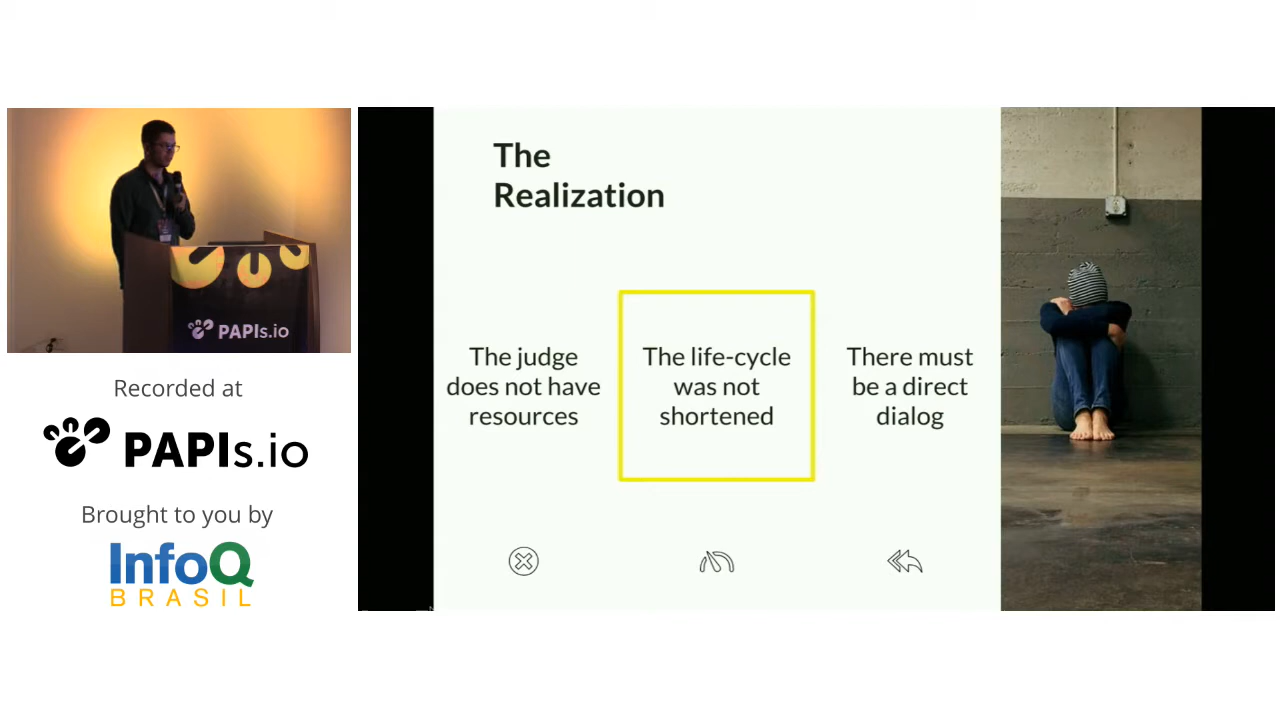 PAPIs.io
Recorded at
PAPIs.io
Brought to you by
InfoQ
BRASIL
The
Realization
The judge
does not have
resources
The life-cycle
was not
shortened
There must
be a direct
dialog